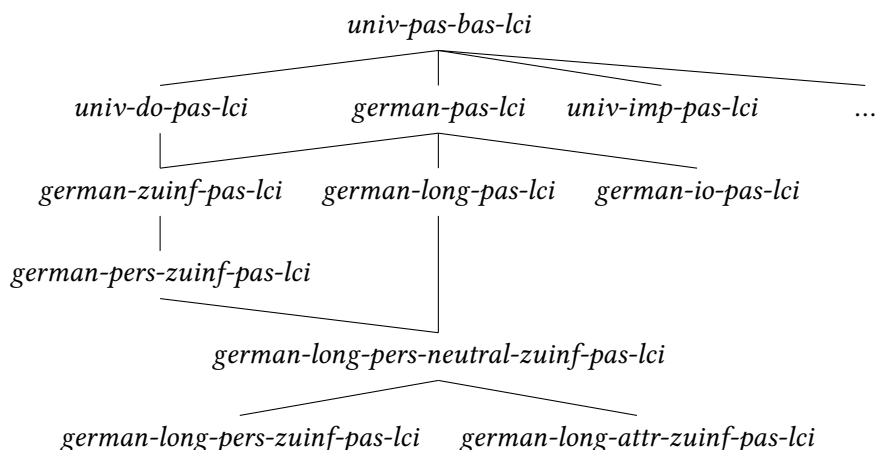 univ-pas-bas-lci
univ-do-pas-lci german-pas-lci univ-imp-pas-lci ...
german-zuinf-pas-lci german-long-pas-lci german-io-pas-lci
german-pers-zuinf-pas-lci
german-long-pers-neutral-zuinf-pas-lci
german-long-pers-zuinf-pas-lci german-long-attr-zuinf-pas-lci